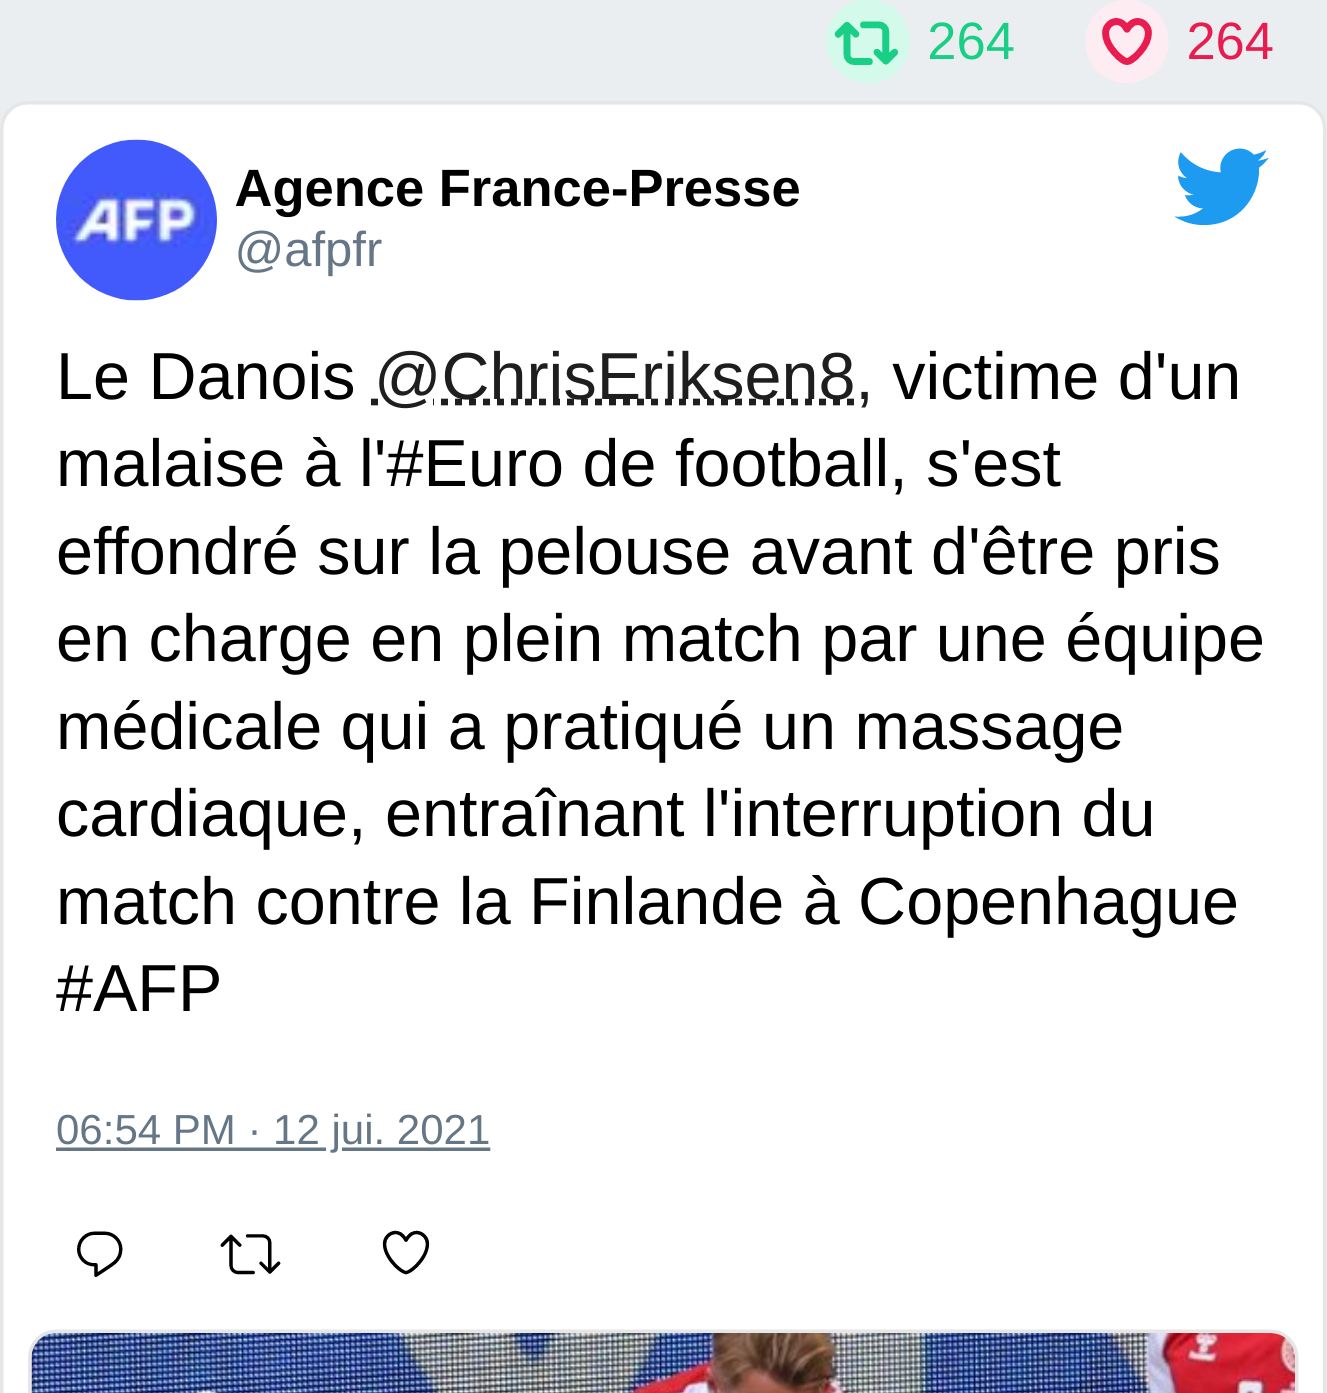 264 264
AFP
Agence France-Presse
@afpfr
Le Danois @ChrisEriksen8, victime d'un
malaise à l'#Euro de football, s'est
effondré sur la pelouse avant d'être pris
en charge en plein match par une équipe
médicale qui a pratiqué un massage
cardiaque, entraînant l'interruption du
match contre la Finlande à Copenhague
#AFP
06:54 PM · 12 jui. 2021